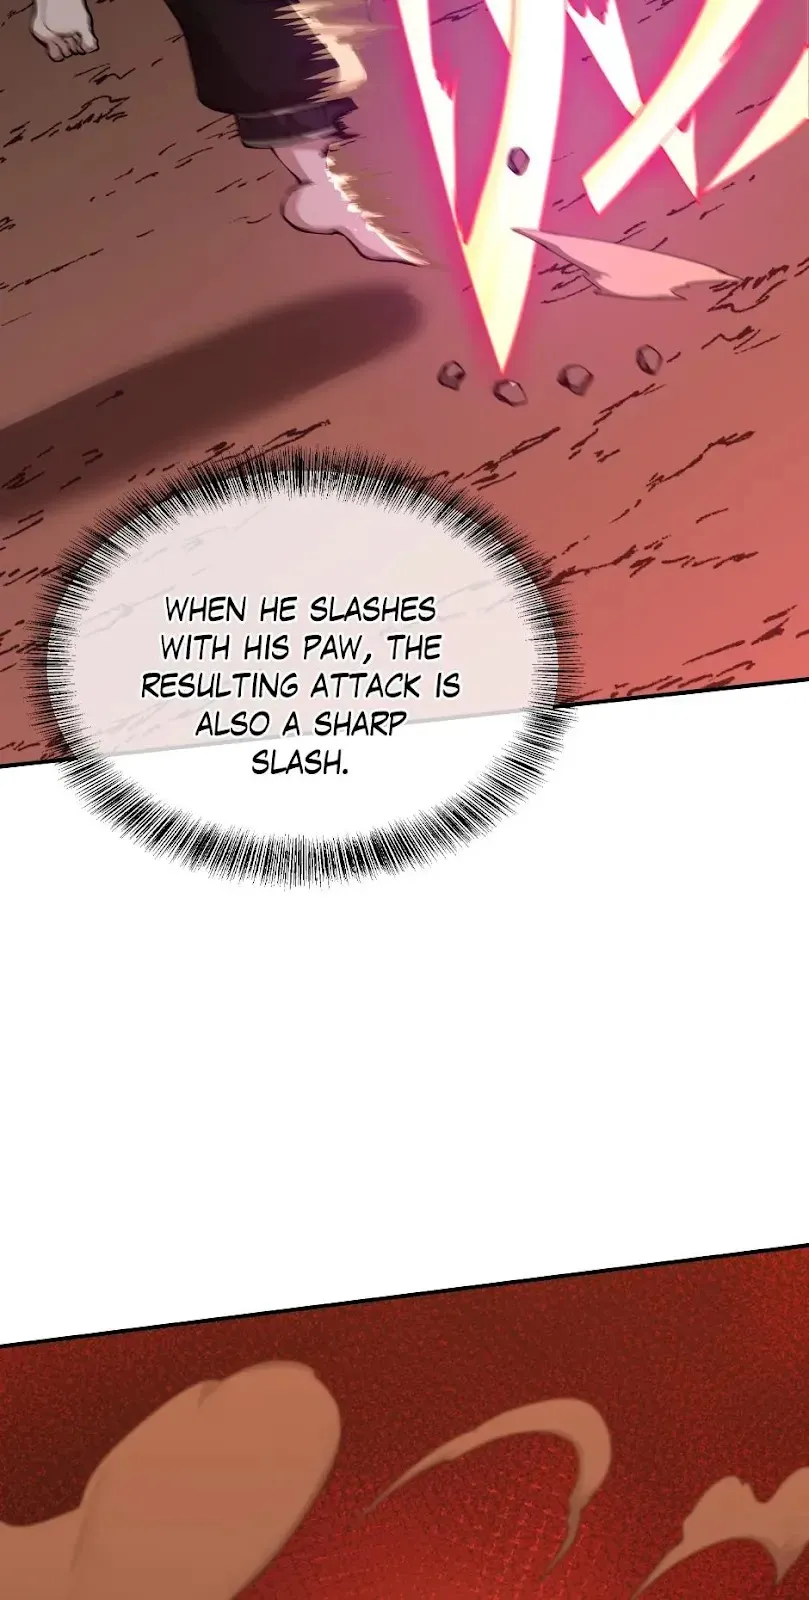 WHEN HE SLASHES
WITH HIS PAW, THE
RESULTING ATTACK IS
ALSO A SHARP
SLASH.